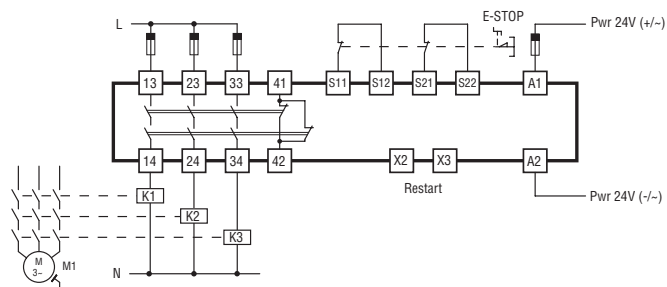 E-STOP
L
Pwr 24V (+/~)
13 23 33 41 S11 S12 S21 S22 A1
14 24 34 42 X2 X3 A2
Restart
K1
Pwr 24V (-/~)
K2
K3
M
3~
M1
N